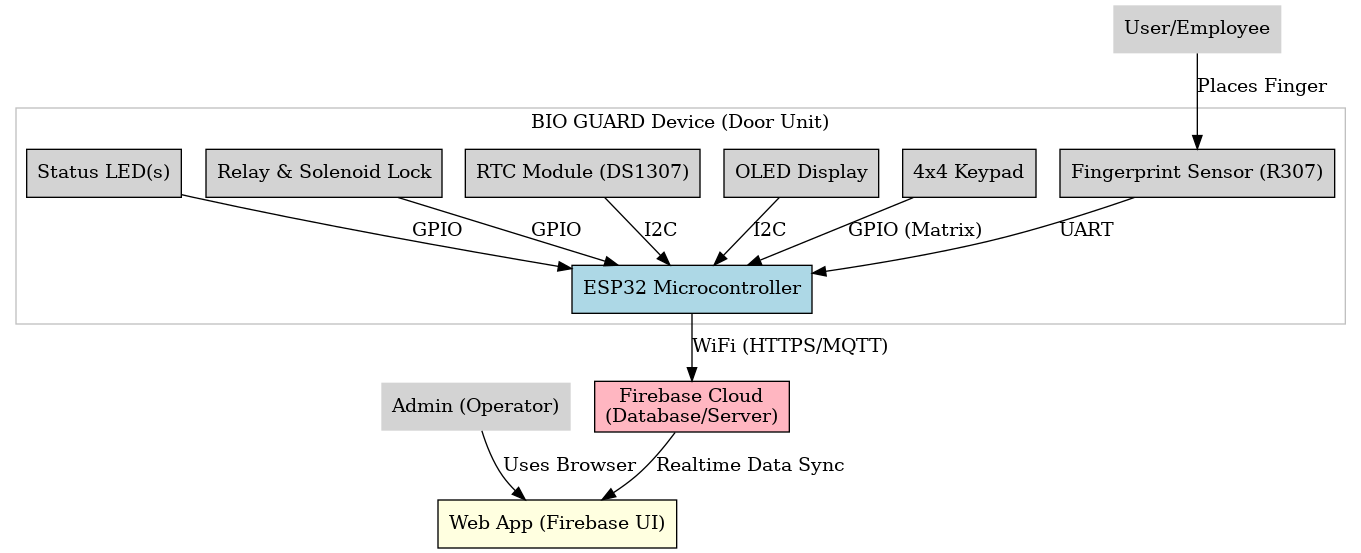 User/Employee
Places Finger
BIO GUARD Device (Door Unit)
Status LED(s)
Relay & Solenoid Lock
RTC Module (DS1307)
OLED Display
4x4 Keypad
Fingerprint Sensor (R307)
GPIO
GPIO
I2C
I2C
GPIO (Matrix)
UART
ESP32 Microcontroller
WiFi (HTTPS/MQTT)
Admin (Operator)
Firebase Cloud
(Database/Server)
Uses Browser
Realtime Data Sync
Web App (Firebase UI)